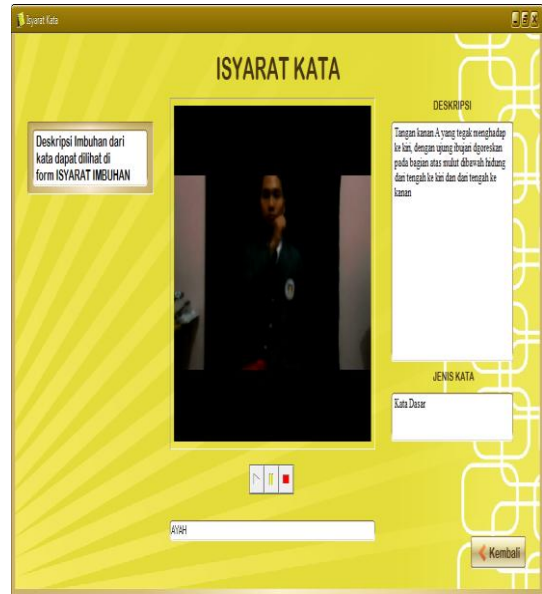 Isyarat Kata
ISYARAT KATA
Deskripsi Imbuhan dari
kata dapat dilihat di
form ISYARAT IMBUHAN
DESKRIPSI
Tangan kanan A yang tegak menghadap
ke kiri, dengan ujung ibujari digoreskan
pada bagian atas mulut dibawah hidung
dari tengah ke kiri dan dari tengah ke
kanan
JENIS KATA
Kata Dasar
AYAH
Kembali